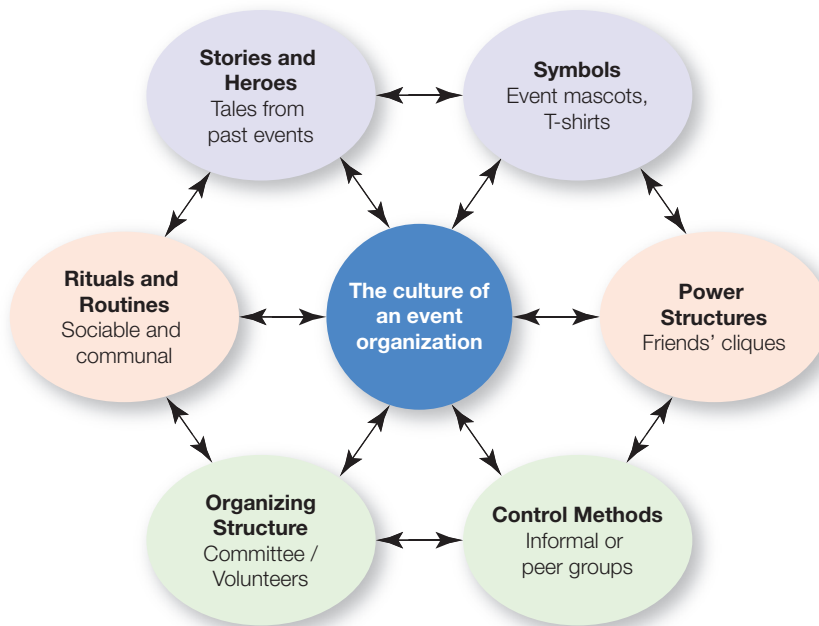 Stories and
Heroes
Tales from
past events
Symbols
Event mascots,
T-shirts
Rituals and
Routines
Sociable and
communal
The culture of
an event
organization
Power
Structures
Friends’ cliques
Organizing
Structure
Committee /
Volunteers
Control Methods
Informal or
peer groups